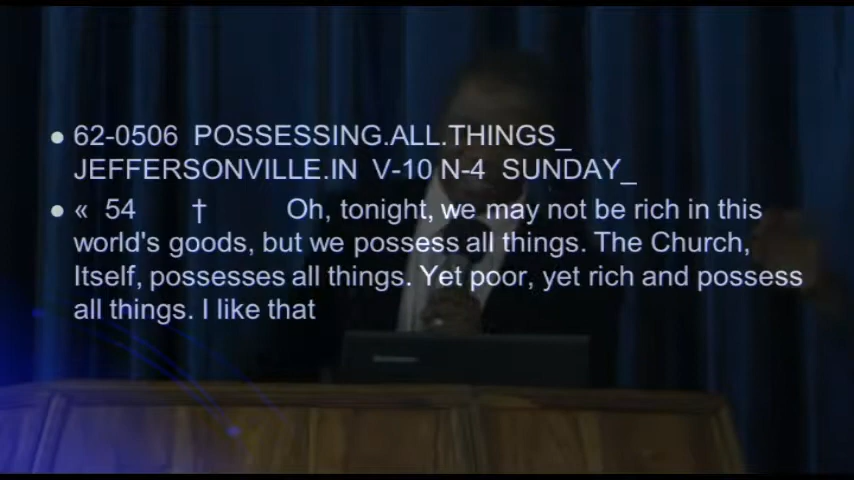 62-0506 POSSESSING.ALL.THINGS_
JEFFERSONVILLE.IN V-10 N-4 SUNDAY_
« 54 † Oh, tonight, we may not be rich in this
world's goods, but we possess all things. The Church,
Itself, possesses all things. Yet poor, yet rich and possess
all things. I like that